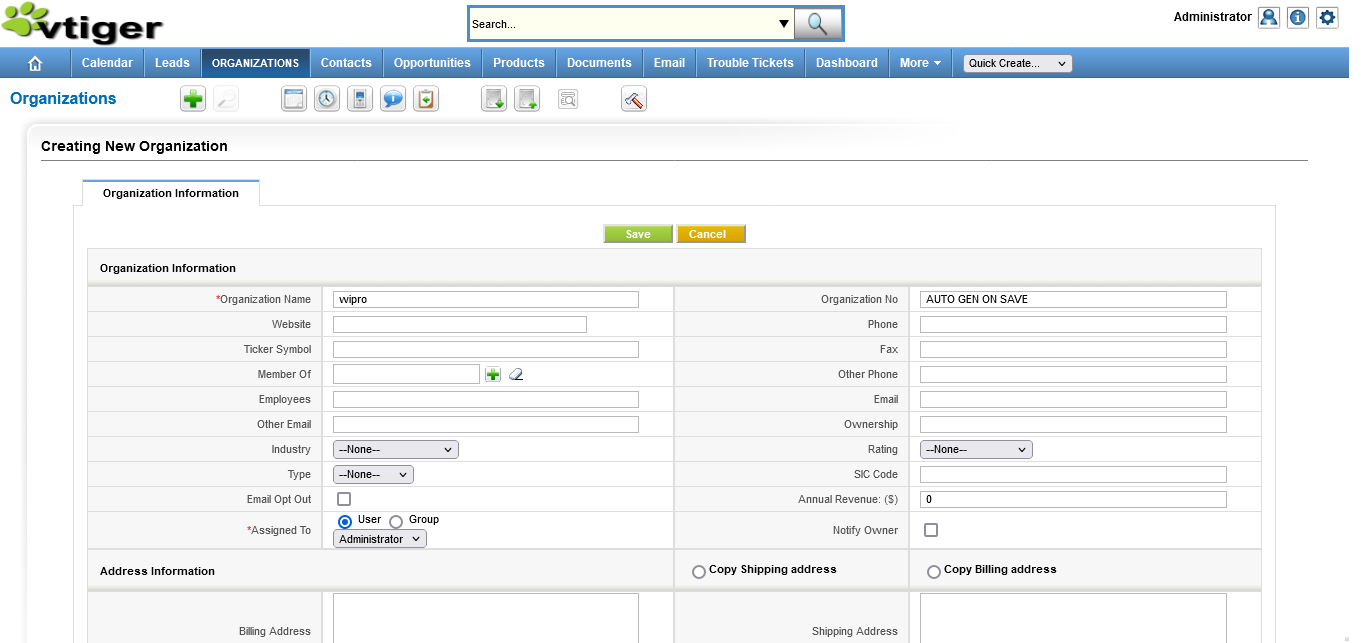 vtiger
Search...
Administrator
Calendar Leads ORGANIZATIONS Contacts Opportunities Products Documents Email Trouble Tickets Dashboard More Quick Create...
Organizations
Creating New Organization
Organization Information
Save Cancel
Organization Information
*Organization Name wipro Organization No AUTO GEN ON SAVE
Website Phone
Ticker Symbol Fax
Member Of Other Phone
Employees Email
Other Email Ownership
Industry --None-- Rating --None--
Type --None-- SIC Code
Email Opt Out Annual Revenue: ($) 0
*Assigned To User Group Administrator Notify Owner
Address Information Copy Shipping address Copy Billing address
Billing Address Shipping Address